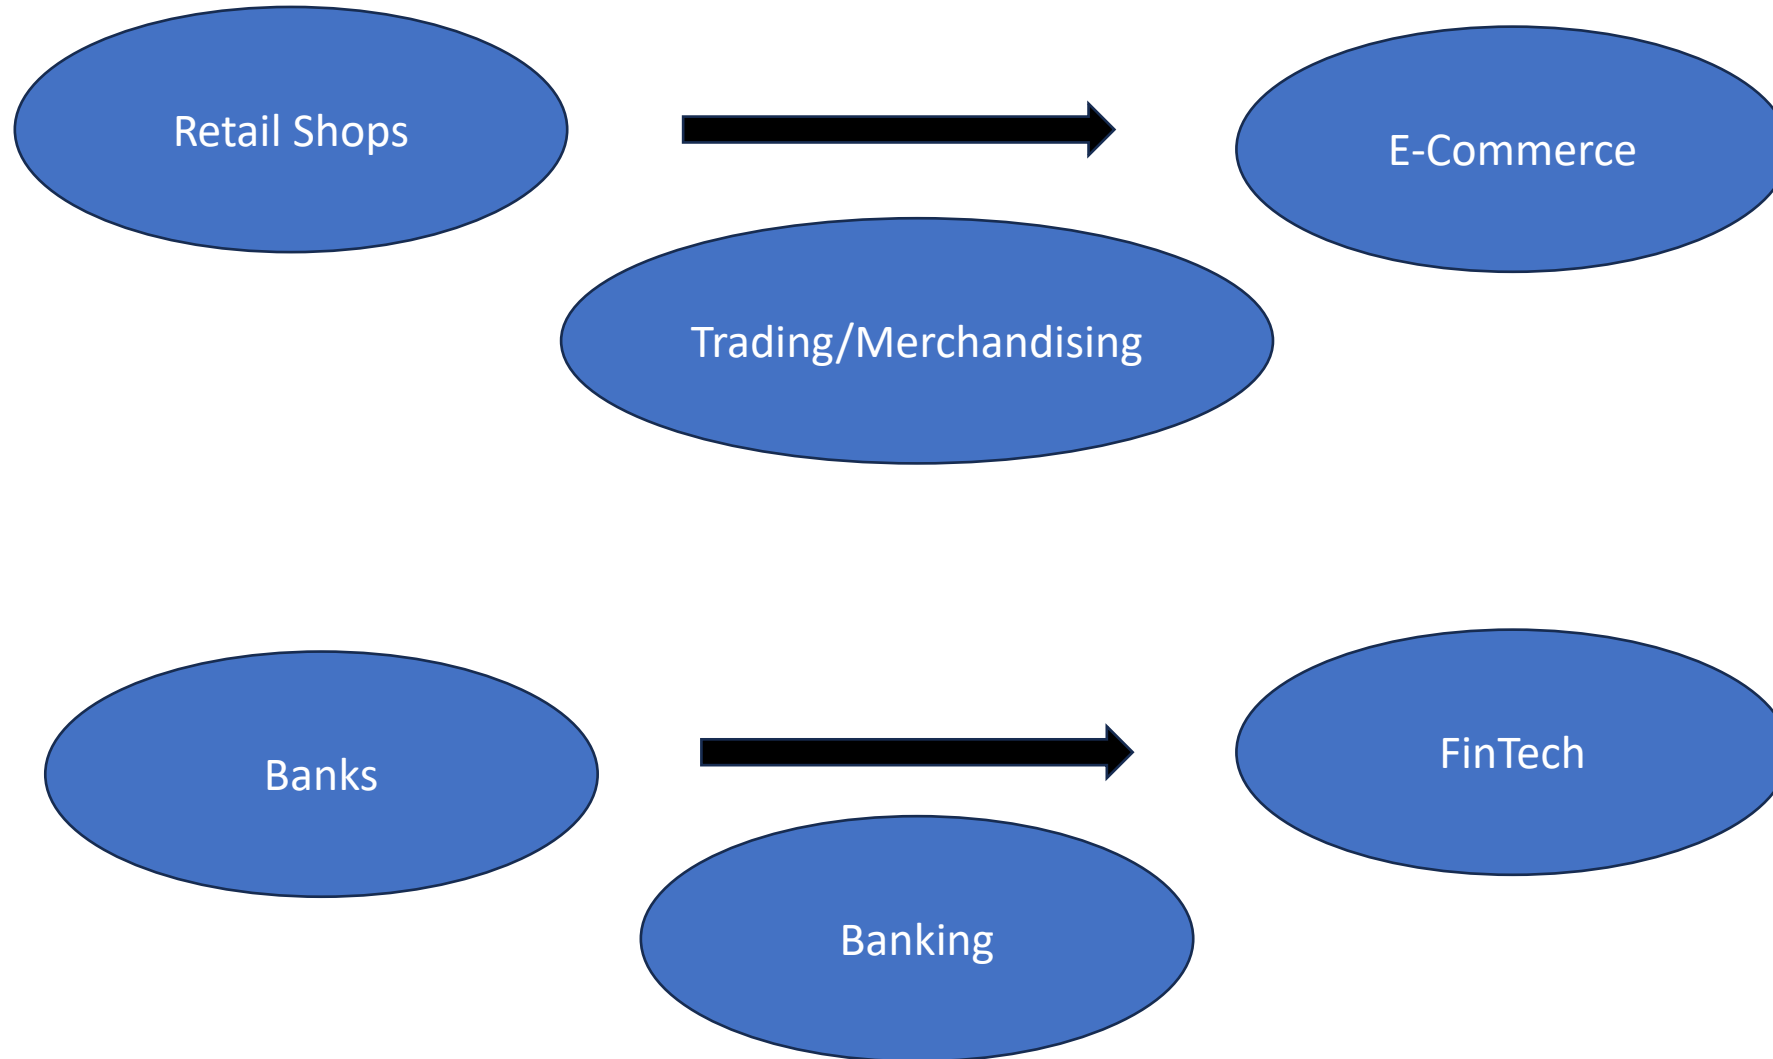 Retail Shops
E-Commerce
Trading/Merchandising
Banks
FinTech
Banking